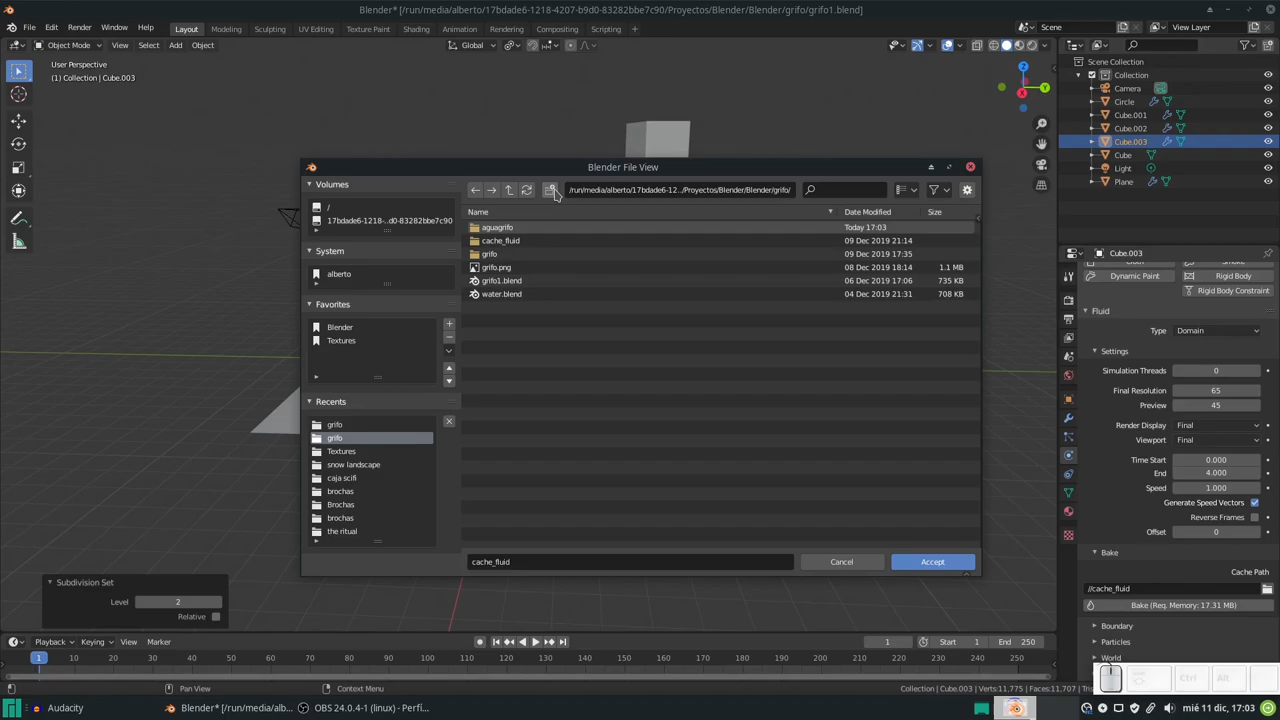 Blender* [/run/media/alberto/17bdade6-1218-4207-b9d0-83282bbe7c90/Proyectos/Blender/Blender/grifo/grifo1.blend]
File Edit Render Window Help Layout Modeling Sculpting UV Editing Texture Paint Shading Animation Rendering Compositing Scripting Scene View Layer
Object Mode View Select Add Object Global
User Perspective
(1) Collection | Cube.003
Scene Collection
Collection
Camera
Circle
Cube.001
Cube.002
Cube.003
Cube
Light
Plane
Z
Y
X
Blender File View
Volumes
/
17bdade6-1218-...d0-83282bbe7c90
System
alberto
Favorites
Blender
Textures
Recents
grifo
grifo
Textures
snow landscape
caja scifi
brochas
Brochas
brochas
the ritual
/run/media/alberto/17bdade6-12.../Proyectos/Blender/Blender/grifo/
Name Date Modified Size
aguagrifo Today 17:03
cache_fluid 09 Dec 2019 21:14
grifo 09 Dec 2019 17:35
grifo.png 08 Dec 2019 18:14 1.1 MB
grifo1.blend 06 Dec 2019 17:06 735 KB
water.blend 04 Dec 2019 21:31 708 KB
cache_fluid Cancel Accept
Cube.003
Dynamic Paint Rigid Body
Rigid Body Constraint
Fluid
Type Domain
Settings
Simulation Threads 0
Final Resolution 65
Preview 45
Render Display Final
Viewport Final
Time Start 0.000
End 4.000
Speed 1.000
Generate Speed Vectors
Reverse Frames
Offset 0
Bake
Cache Path
//cache_fluid
Bake (Req. Memory: 17.31 MB)
Boundary
Particles
World
Subdivision Set
Level 2
Relative
Playback Keying View Marker 1 Start 1 End 250
1 10 20 30 40 50 60 70 80 90 100 110 120 130 140 150 160 170 180 190 200 210 220 230 240 250
Ctrl Alt
Pan View Context Menu Collection | Cube.003 | Verts:11,775 | Faces:11,707 |
Audacity Blender* [/run/media/alb... OBS 24.0.4-1 (linux) - Perfi... mié 11 dic, 17:03